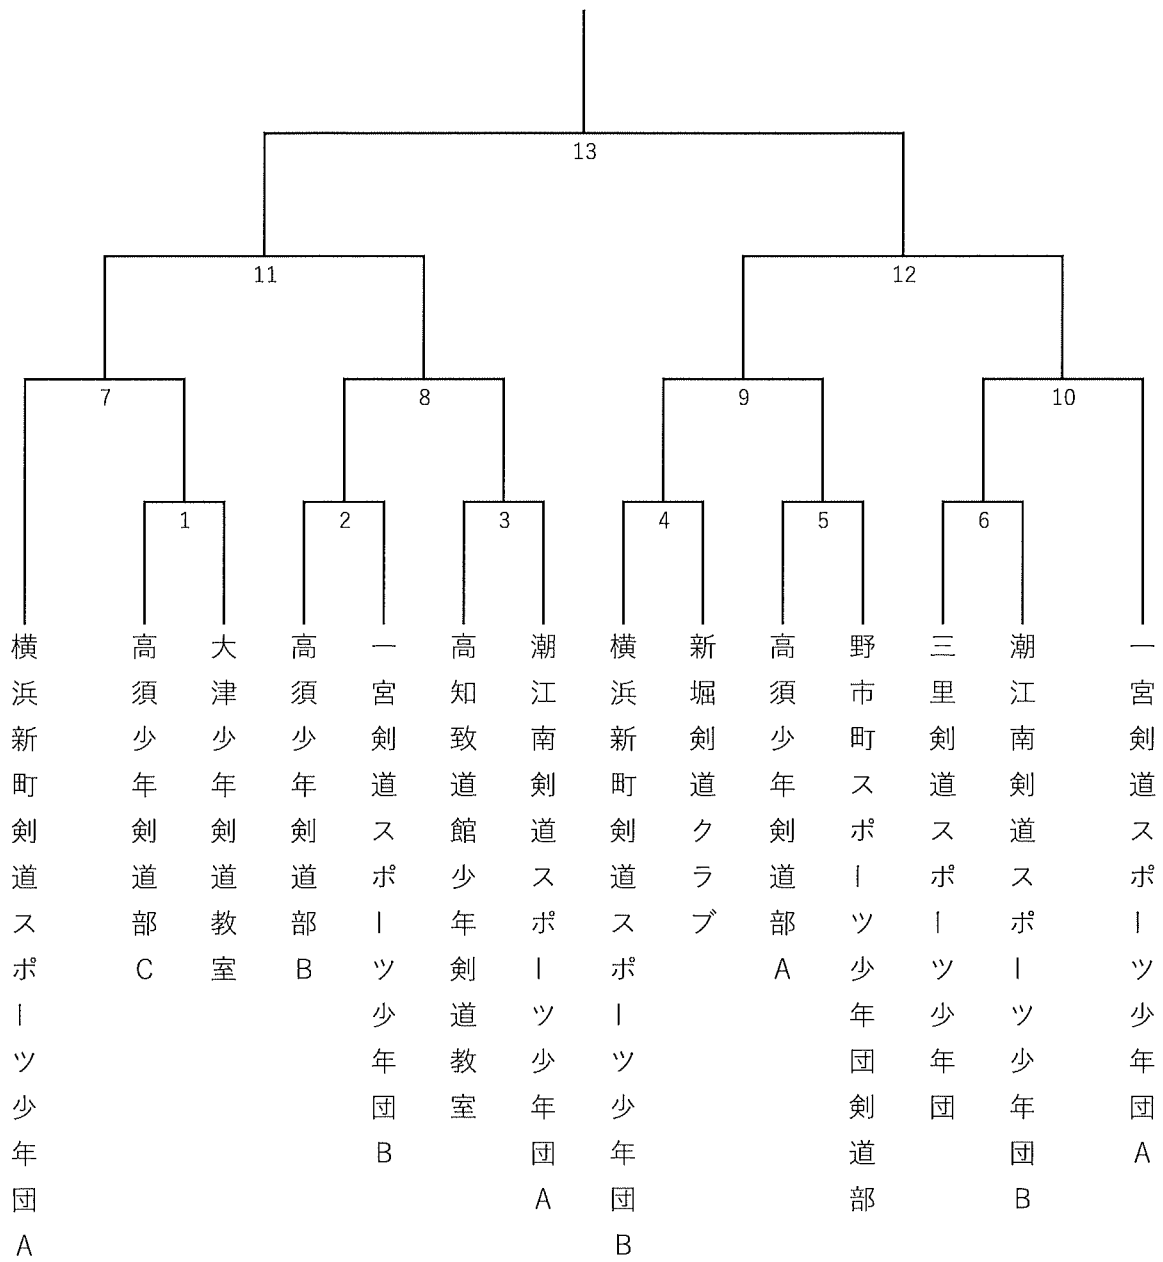 13
11
12
7
8
9
10
1
2
3
4
5
6
横浜新町剣道スポーツ少年団A
高須少年剣道部C
大津少年剣道教室
高須少年剣道部B
一宮剣道スポーツ少年団B
高知致道館少年剣道教室
潮江南剣道スポーツ少年団A
横浜新町剣道スポーツ少年団B
新堀剣道クラブ
高須少年剣道部A
野市町スポーツ少年団剣道部
三里剣道スポーツ少年団
潮江南剣道スポーツ少年団B
一宮剣道スポーツ少年団A